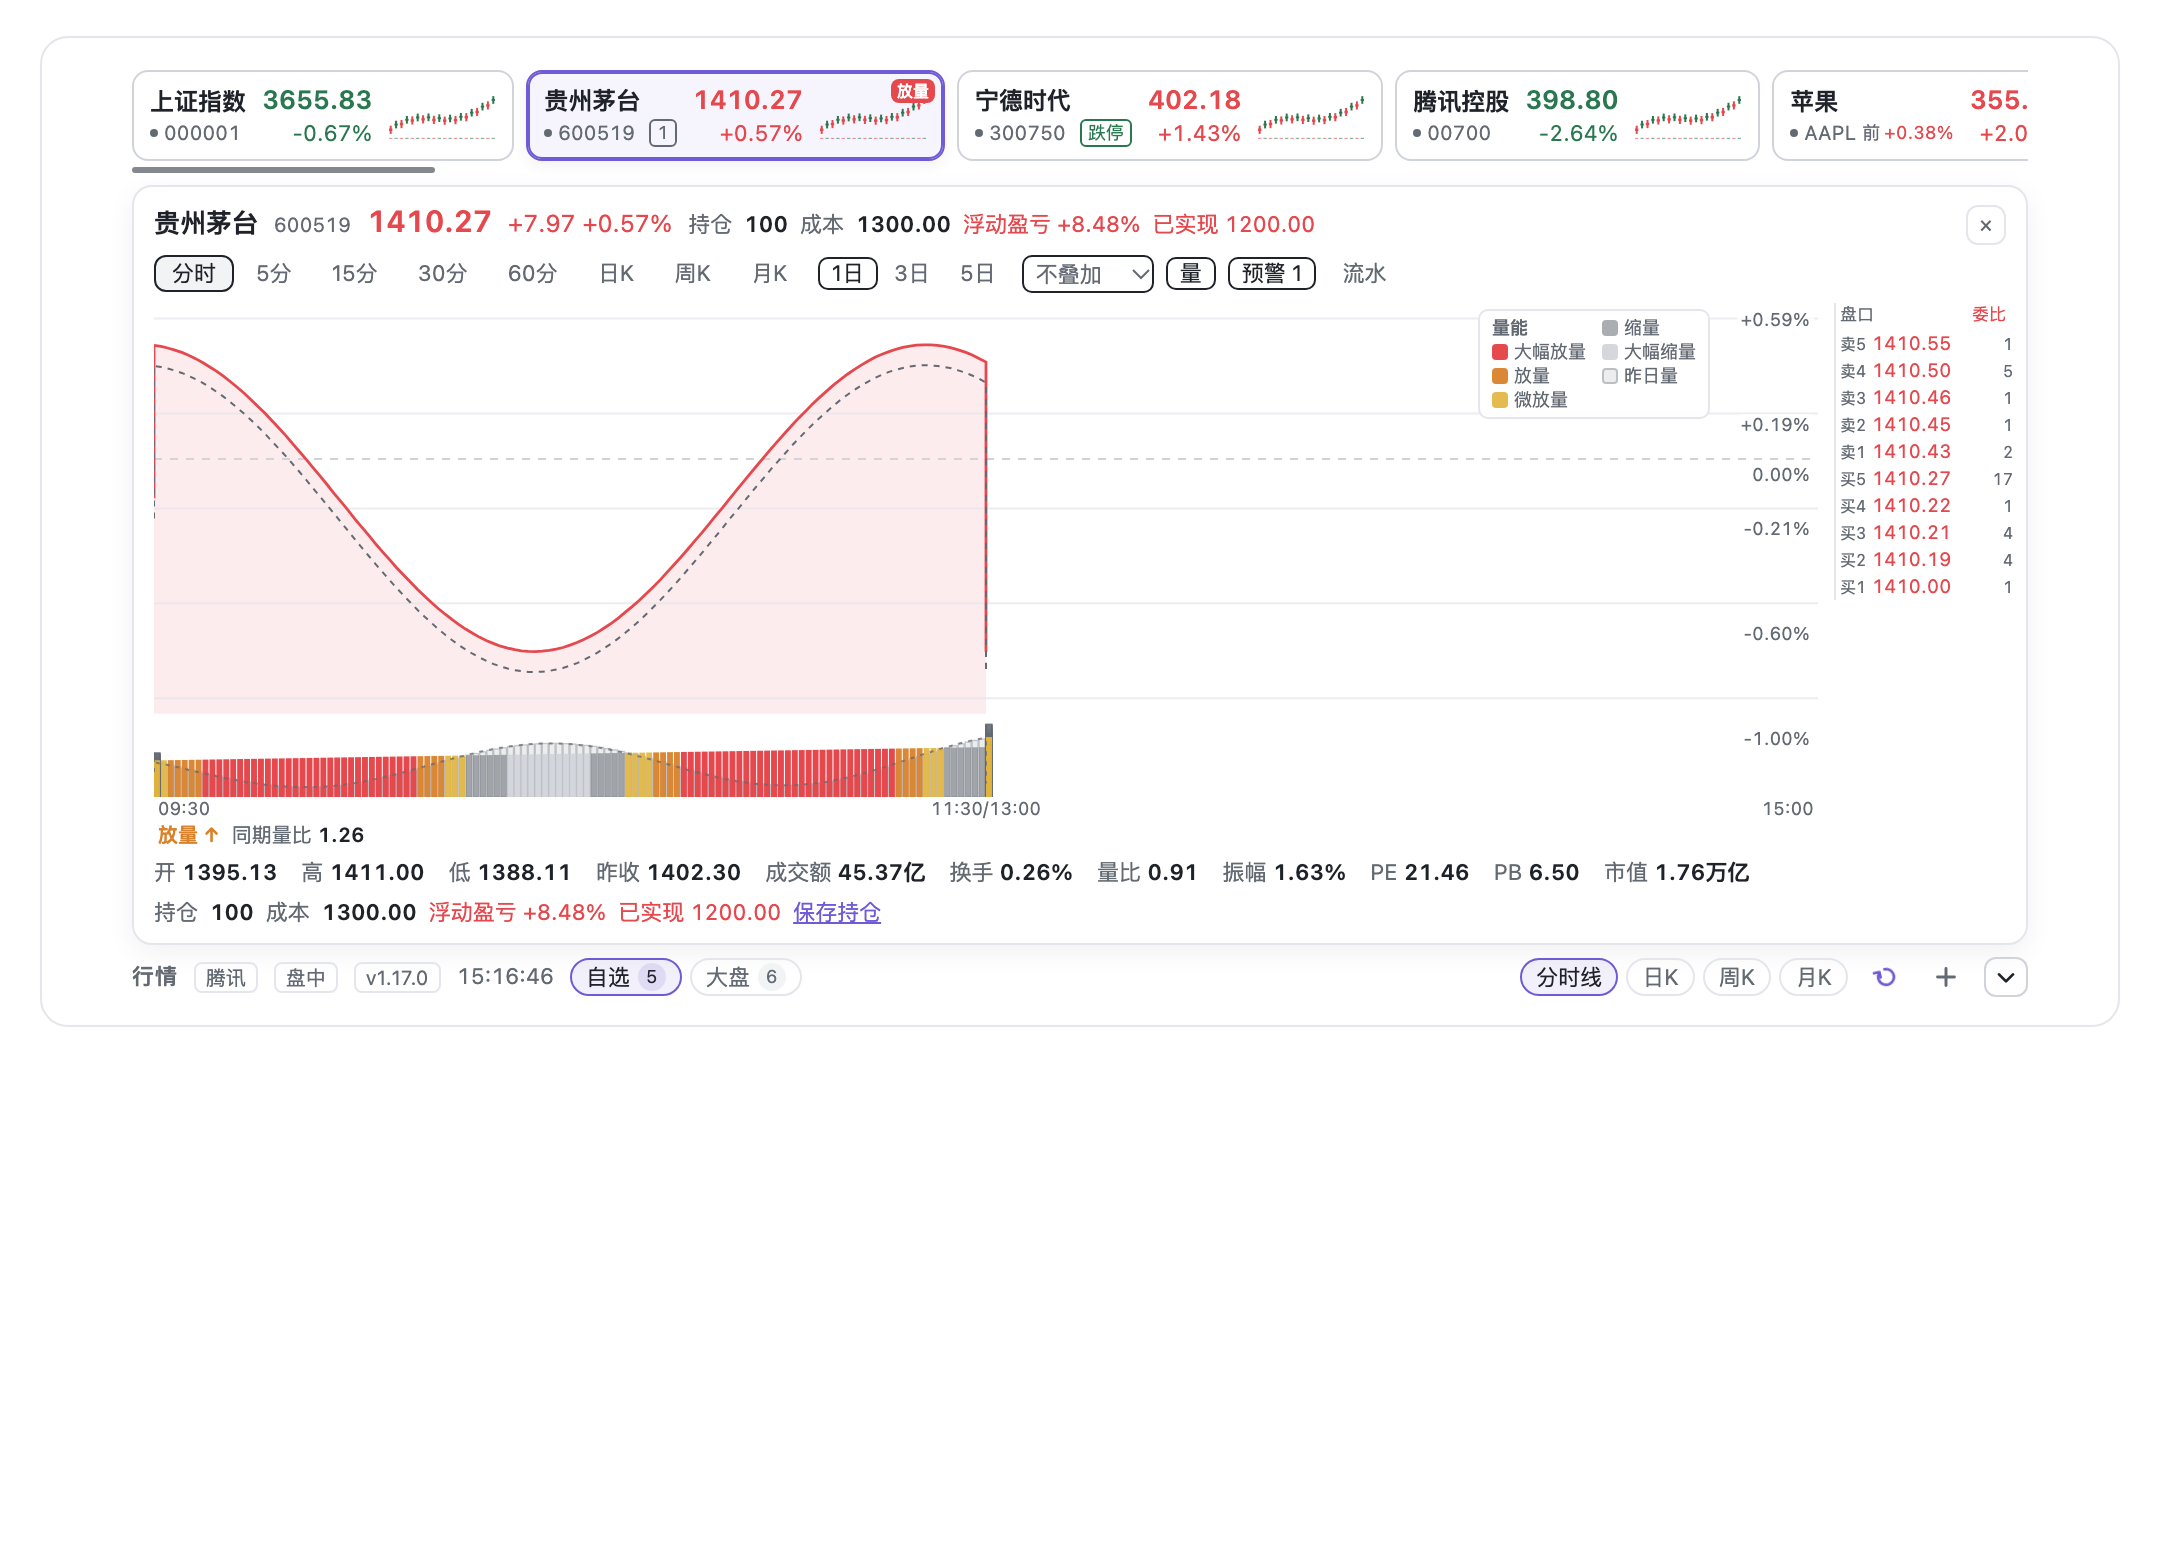 上证指数 3655.83
000001 -0.67%
贵州茅台 1410.27 放量
600519 1 +0.57%
宁德时代 402.18
300750 跌停 +1.43%
腾讯控股 398.80
00700 -2.64%
苹果 355.
AAPL 前+0.38% +2.0
贵州茅台 600519 1410.27 +7.97 +0.57% 持仓 100 成本 1300.00 浮动盈亏 +8.48% 已实现 1200.00 ×
分时 5分 15分 30分 60分 日K 周K 月K 1日 3日 5日 不叠加 量 预警 1 流水
量能 缩量
大幅放量 大幅缩量
放量 昨日量
微放量
+0.59%
+0.19%
0.00%
-0.21%
-0.60%
-1.00%
盘口 委比
卖5 1410.55 1
卖4 1410.50 5
卖3 1410.46 1
卖2 1410.45 1
卖1 1410.43 2
买5 1410.27 17
买4 1410.22 1
买3 1410.21 4
买2 1410.19 4
买1 1410.00 1
09:30 11:30/13:00 15:00
放量 ↑ 同期量比 1.26
开 1395.13 高 1411.00 低 1388.11 昨收 1402.30 成交额 45.37亿 换手 0.26% 量比 0.91 振幅 1.63% PE 21.46 PB 6.50 市值 1.76万亿
持仓 100 成本 1300.00 浮动盈亏 +8.48% 已实现 1200.00 保存持仓
行情 腾讯 盘中 v1.17.0 15:16:46 自选 5 大盘 6 分时线 日K 周K 月K